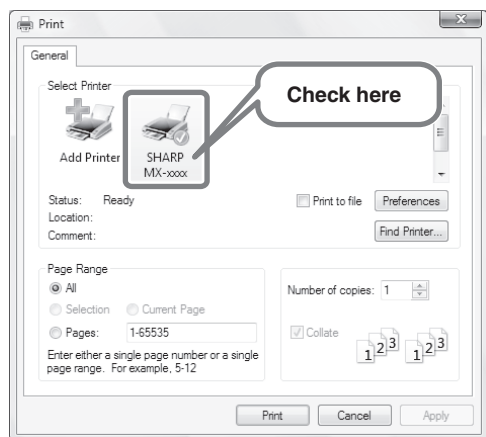 Print
X
General
Select Printer
Check here
Add Printer
SHARP
MX-xxxx
Status: Ready
Print to file
Preferences
Location:
Comment:
Find Printer...
Page Range
All
Selection
Current Page
Pages: 1-65535
Enter either a single page number or a single
page range. For example, 5-12
Number of copies: 1
Collate
1 2 3 1 2 3
Print
Cancel
Apply